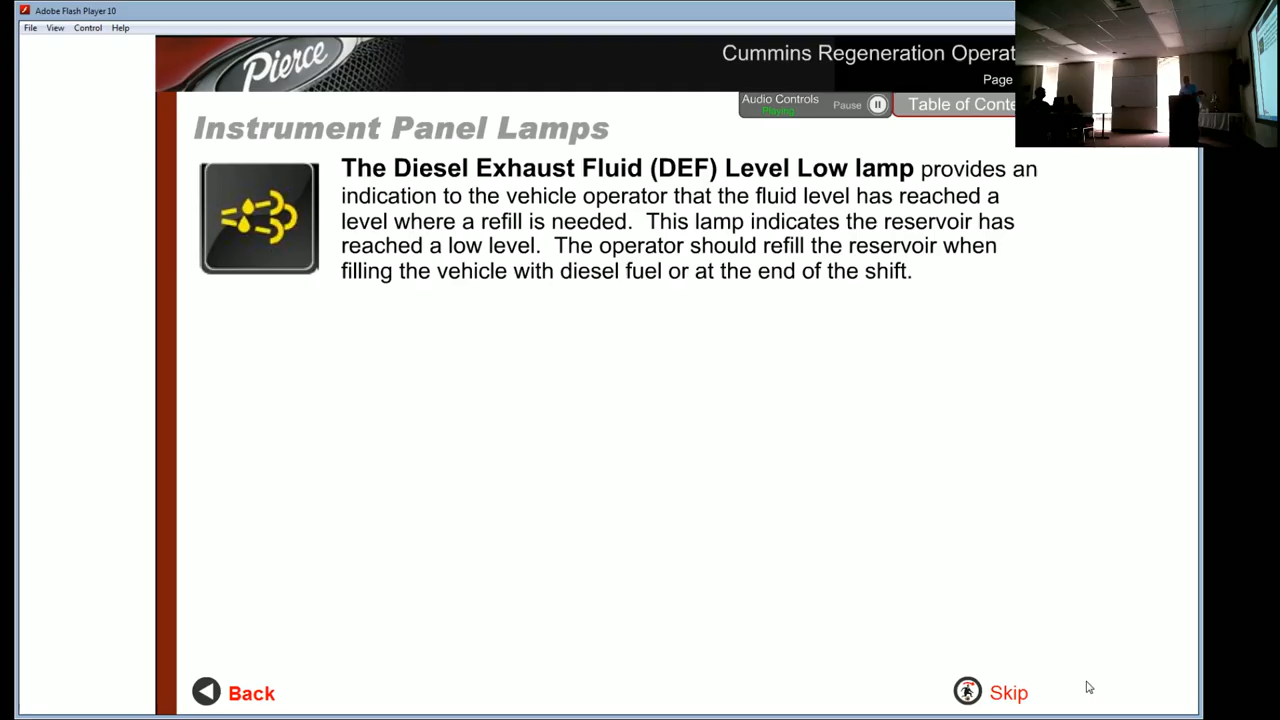 Adobe Flash Player 10
File View Control Help
Pierce
Cummins Regeneration Operat
Page
Audio Controls
Playing
Pause
Table of Conte
Instrument Panel Lamps
The Diesel Exhaust Fluid (DEF) Level Low lamp provides an
indication to the vehicle operator that the fluid level has reached a
level where a refill is needed. This lamp indicates the reservoir has
reached a low level. The operator should refill the reservoir when
filling the vehicle with diesel fuel or at the end of the shift.
Back
Skip